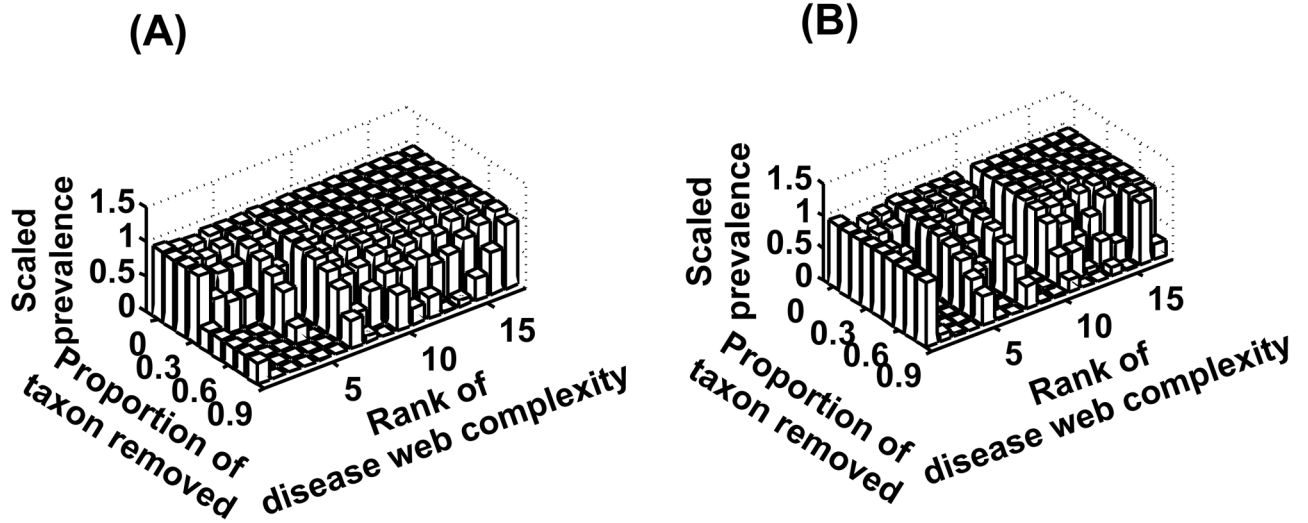 (A)
Scaled
prevalence
1.5
1
0.5
0
0
0.3
0.6
0.9
Proportion of
taxon removed
5
10
15
Rank of
disease web complexity
(B)
Scaled
prevalence
1.5
1
0.5
0
0
0.3
0.6
0.9
Proportion of
taxon removed
5
10
15
Rank of
disease web complexity